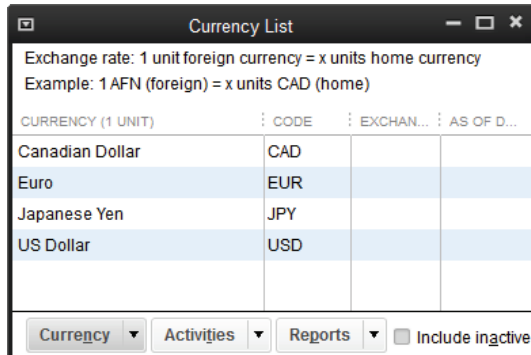 Currency List
Exchange rate: 1 unit foreign currency = x units home currency
Example: 1 AFN (foreign) = x units CAD (home)
CURRENCY (1 UNIT) CODE EXCHAN... AS OF D...
Canadian Dollar CAD
Euro EUR
Japanese Yen JPY
US Dollar USD
Currency Activities Reports Include inactive